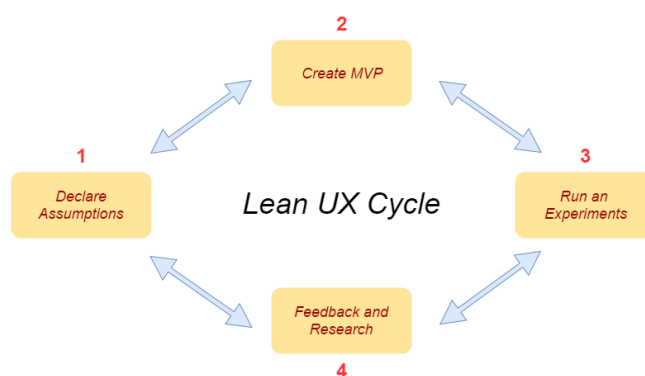 2
Create MVP
1
Declare
Assumptions
Lean UX Cycle
3
Run an
Experiments
Feedback and
Research
4